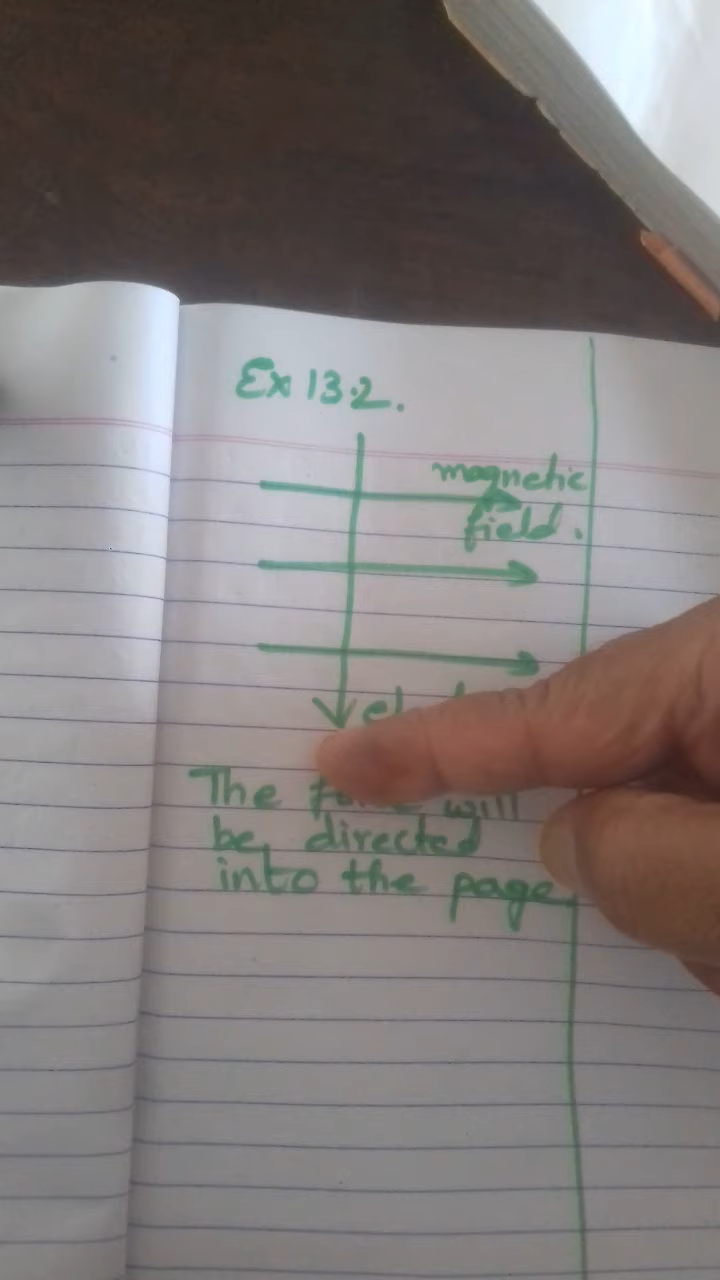 Ex 13.2.
magnetic
field.
The will
be directed
into the page